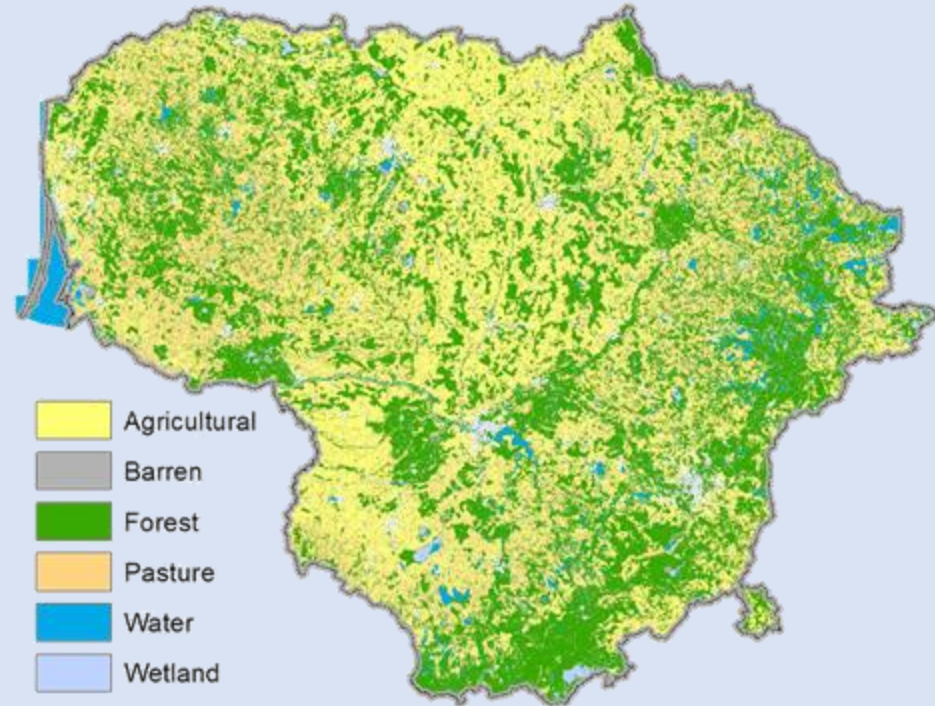 Agricultural
Barren
Forest
Pasture
Water
Wetland